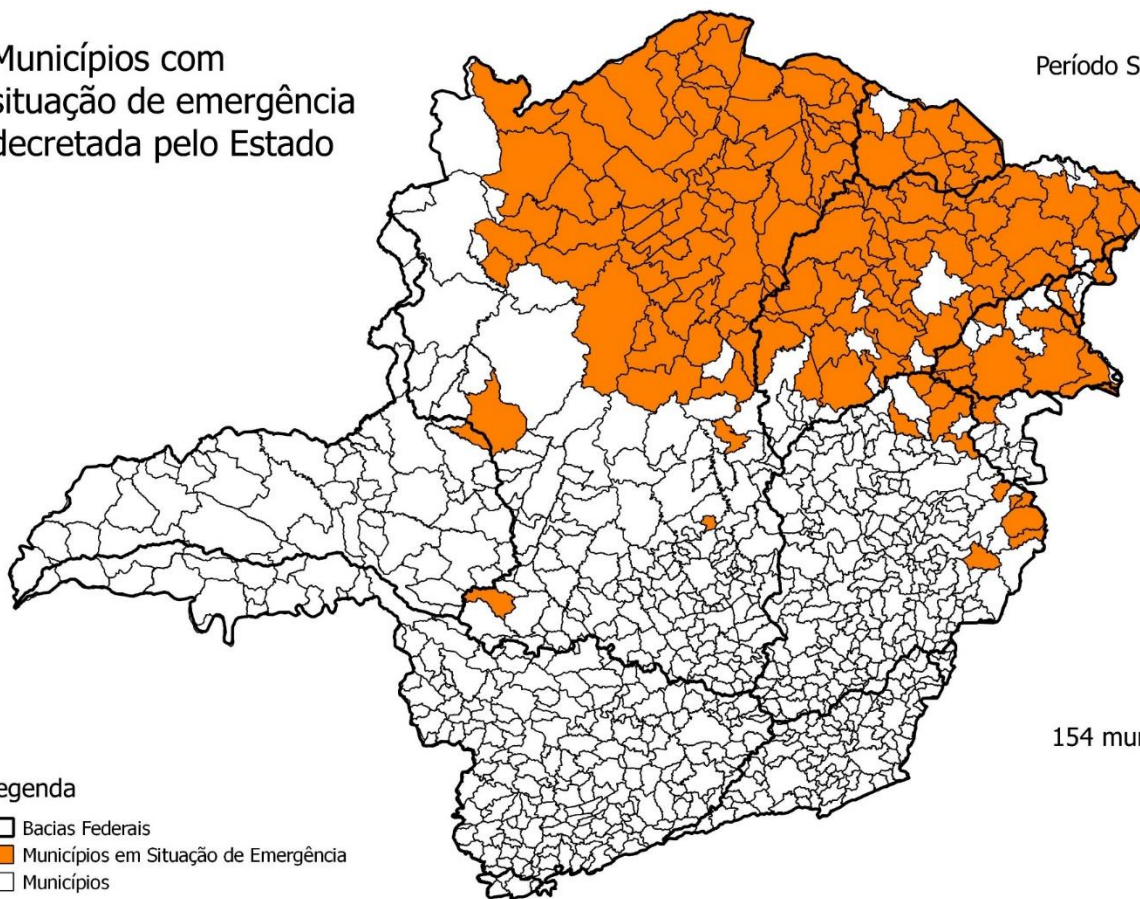 Municípios com
situação de emergência
decretada pelo Estado
Período S
154 mun
egenda
Bacias Federais
Municípios em Situação de Emergência
Municípios